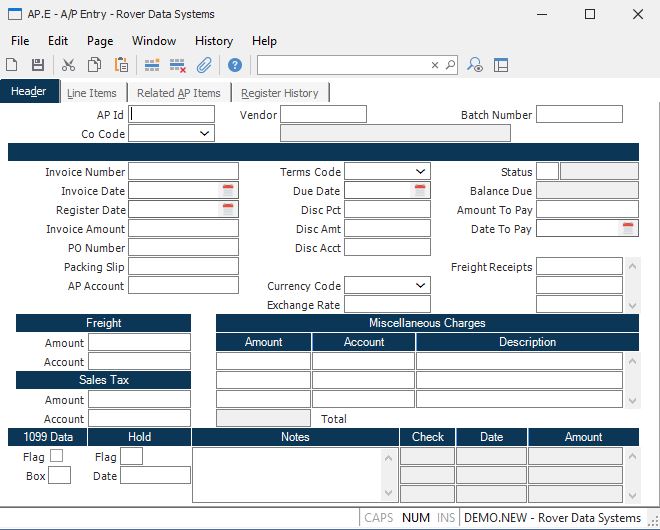 AP.E - A/P Entry - Rover Data Systems
File Edit Page Window History Help
Header Line Items Related AP Items Register History
AP Id Vendor Batch Number
Co Code
Invoice Number Terms Code Status
Invoice Date Due Date Balance Due
Register Date Disc Pct Amount To Pay
Invoice Amount Disc Amt Date To Pay
PO Number Disc Acct
Packing Slip Freight Receipts
AP Account Currency Code
Exchange Rate
Freight Miscellaneous Charges
Amount Amount Account Description
Account
Sales Tax
Amount
Account Total
1099 Data Hold Notes Check Date Amount
Flag Flag
Box Date
CAPS NUM INS DEMO.NEW - Rover Data Systems